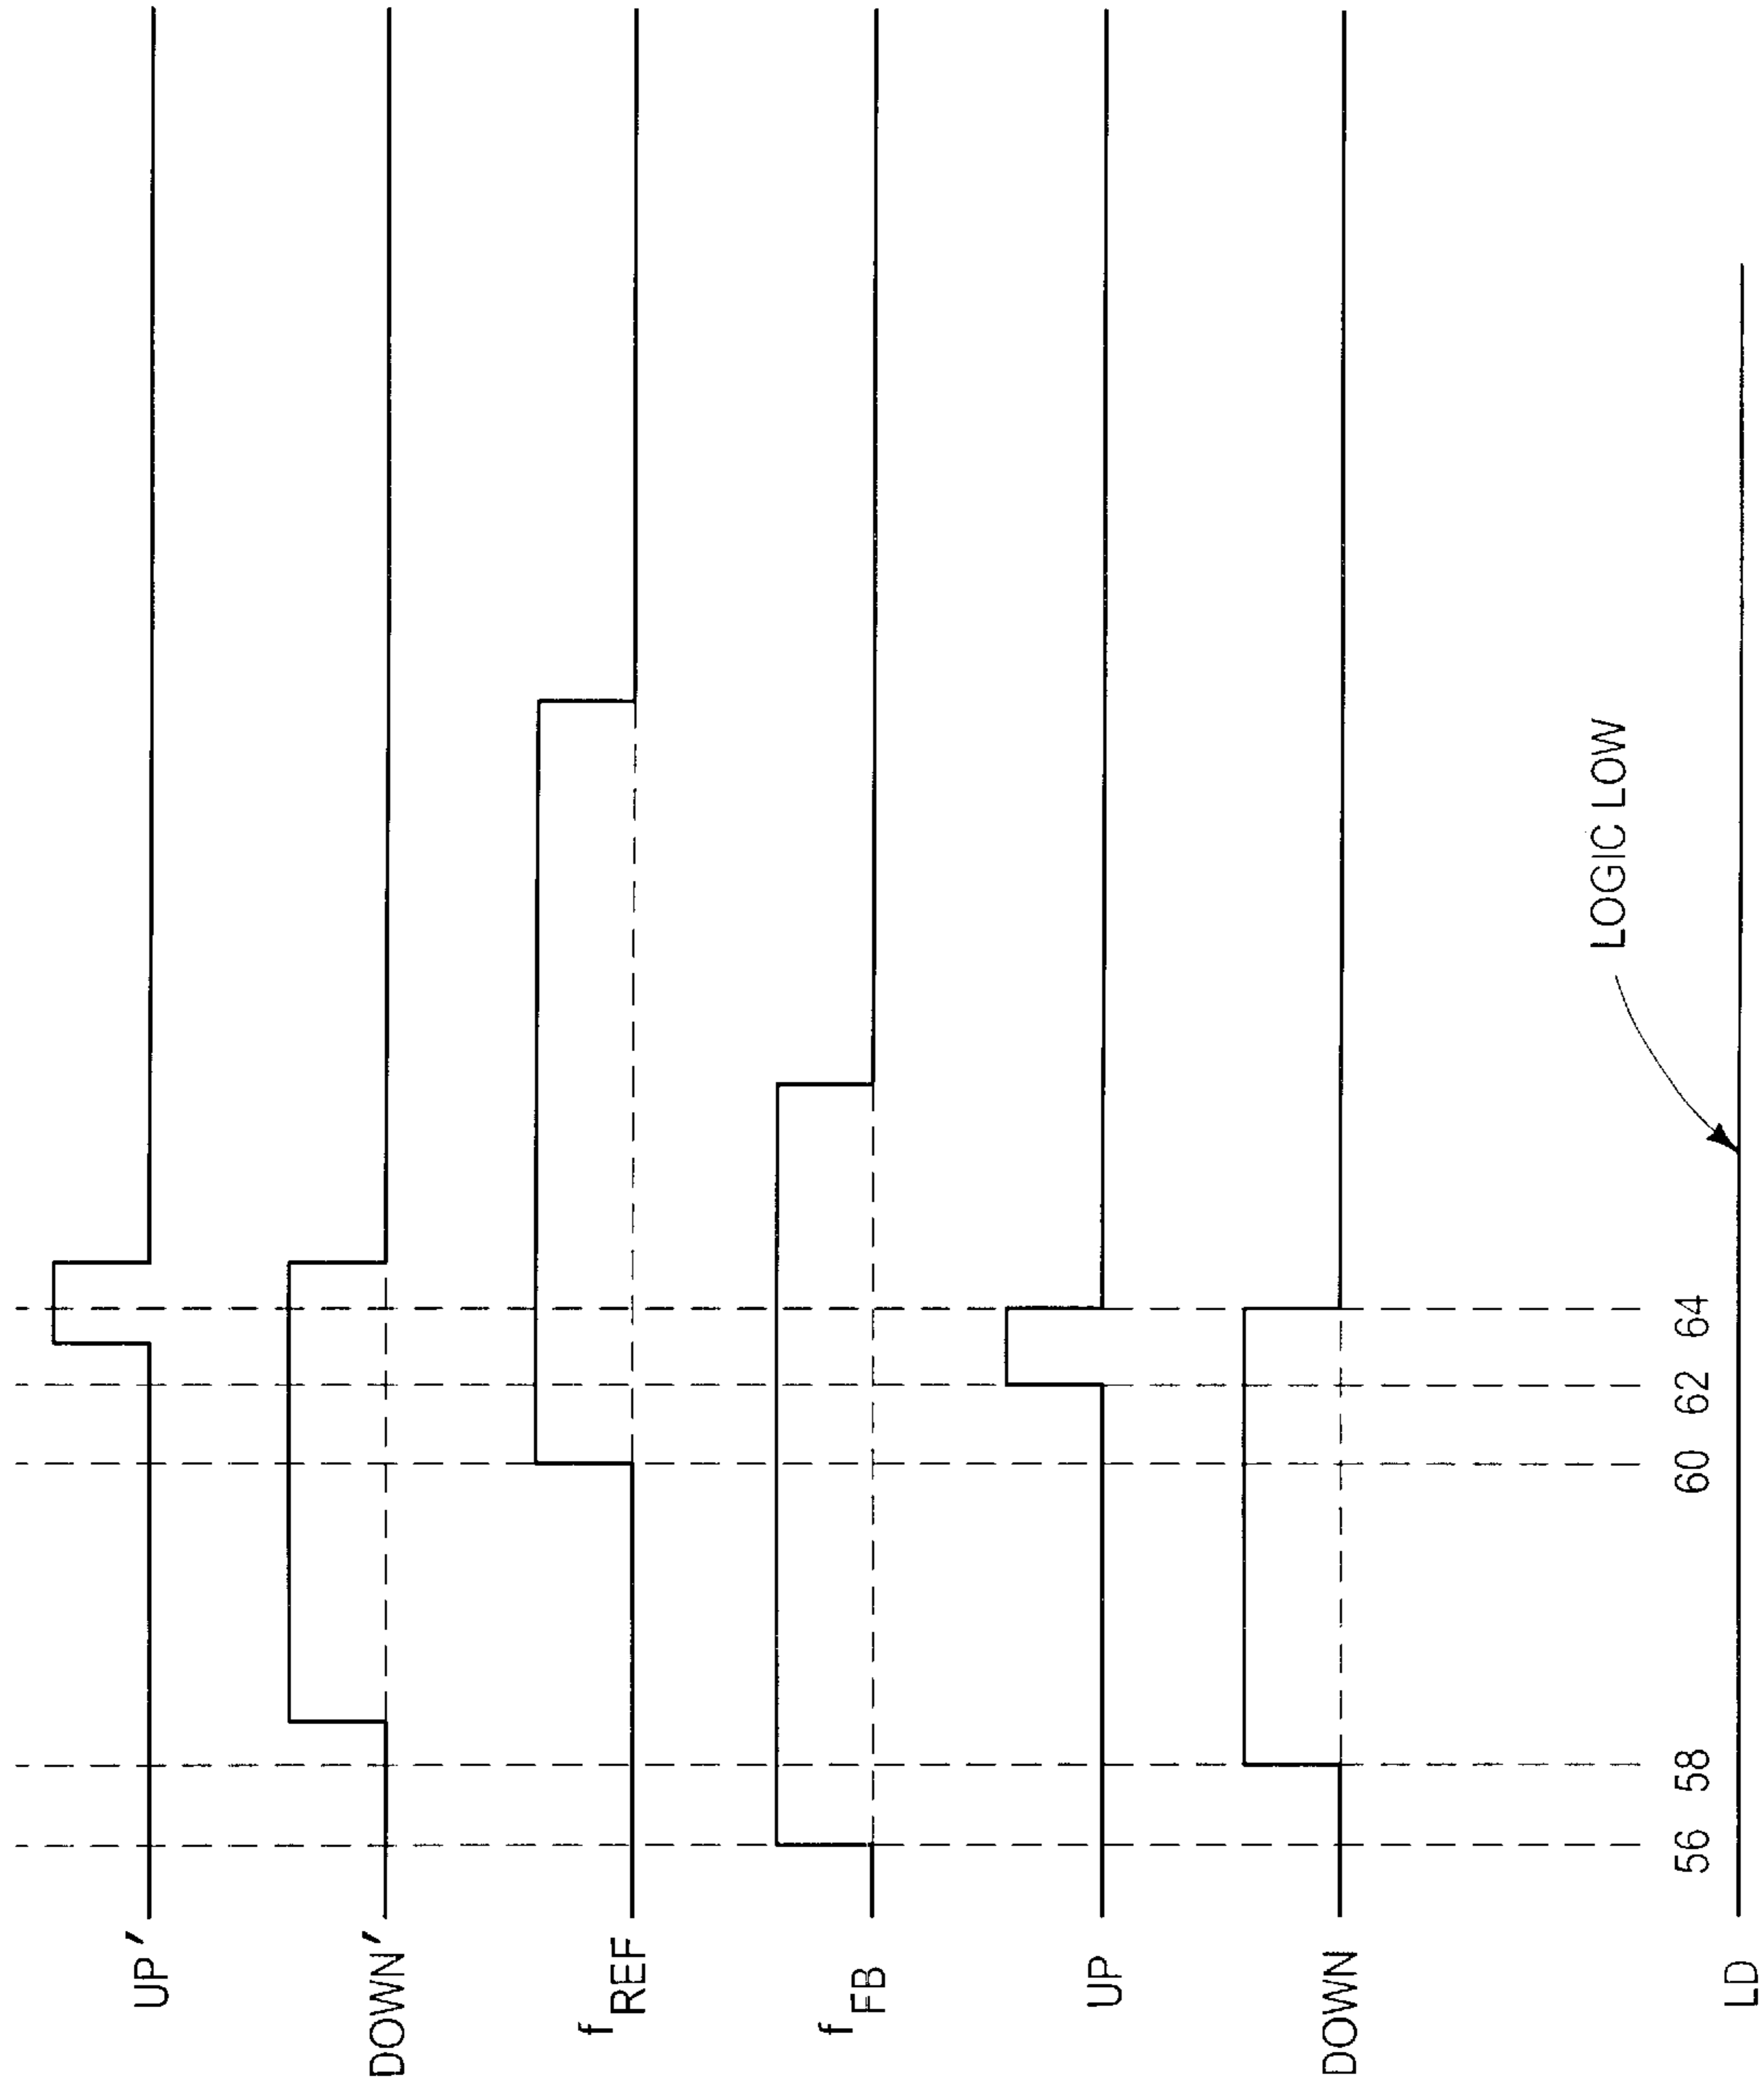 UP'
DOWN'
fREF
fFB
UP
DOWN
56 58 60 62 64
LOGIC LOW
LD